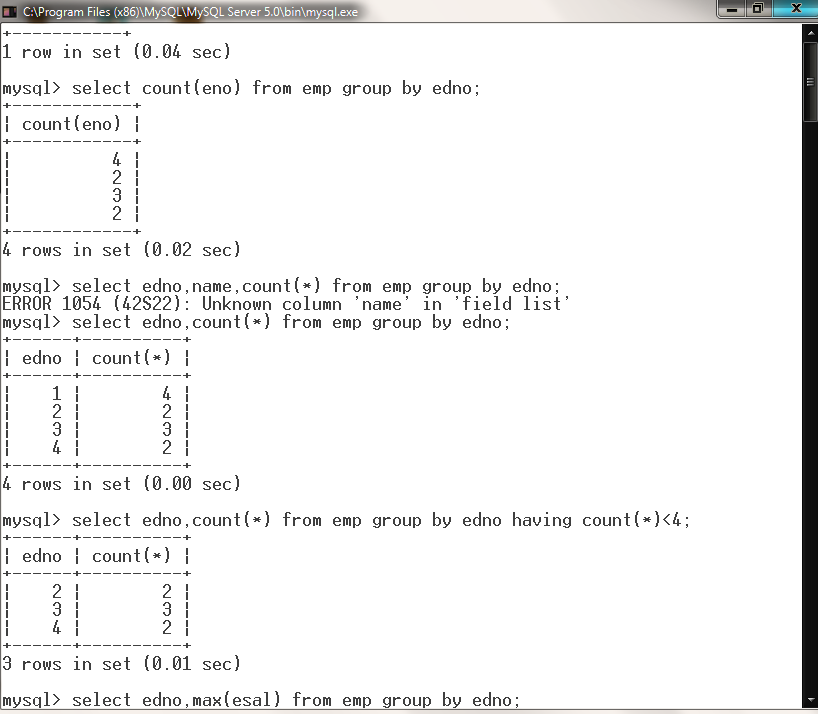 C:\Program Files (x86)\MySQL\MySQL Server 5.0\bin\mysql.exe
+------------+
1 row in set (0.04 sec)
mysql> select count(eno) from emp group by edno;
+------------+
| count(eno) |
+------------+
|          4 |
|          2 |
|          3 |
|          2 |
+------------+
4 rows in set (0.02 sec)
mysql> select edno,name,count(*) from emp group by edno;
ERROR 1054 (42S22): Unknown column 'name' in 'field list'
mysql> select edno,count(*) from emp group by edno;
+------+----------+
| edno | count(*) |
+------+----------+
|    1 |        4 |
|    2 |        2 |
|    3 |        3 |
|    4 |        2 |
+------+----------+
4 rows in set (0.00 sec)
mysql> select edno,count(*) from emp group by edno having count(*)<4;
+------+----------+
| edno | count(*) |
+------+----------+
|    2 |        2 |
|    3 |        3 |
|    4 |        2 |
+------+----------+
3 rows in set (0.01 sec)
mysql> select edno,max(esal) from emp group by edno;